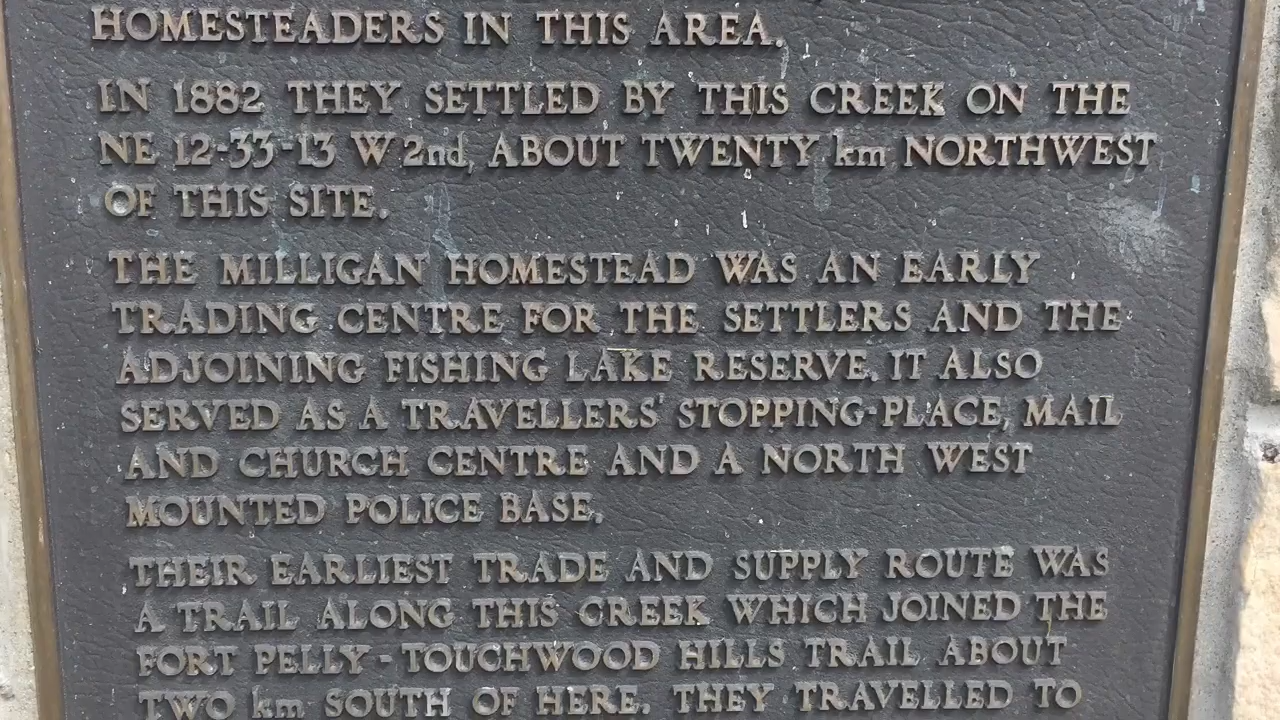 HOMESTEADERS IN THIS AREA.
IN 1882 THEY SETTLED BY THIS CREEK ON THE
NE 12-33-13 W 2nd, ABOUT TWENTY km NORTHWEST
OF THIS SITE.
THE MILLIGAN HOMESTEAD WAS AN EARLY
TRADING CENTRE FOR THE SETTLERS AND THE
ADJOINING FISHING LAKE RESERVE. IT ALSO
SERVED AS A TRAVELLERS' STOPPING-PLACE, MAIL
AND CHURCH CENTRE AND A NORTH WEST
MOUNTED POLICE BASE.
THEIR EARLIEST TRADE AND SUPPLY ROUTE WAS
A TRAIL ALONG THIS CREEK WHICH JOINED THE
FORT PELLY-TOUCHWOOD HILLS TRAIL ABOUT
TWO km SOUTH OF HERE. THEY TRAVELLED TO